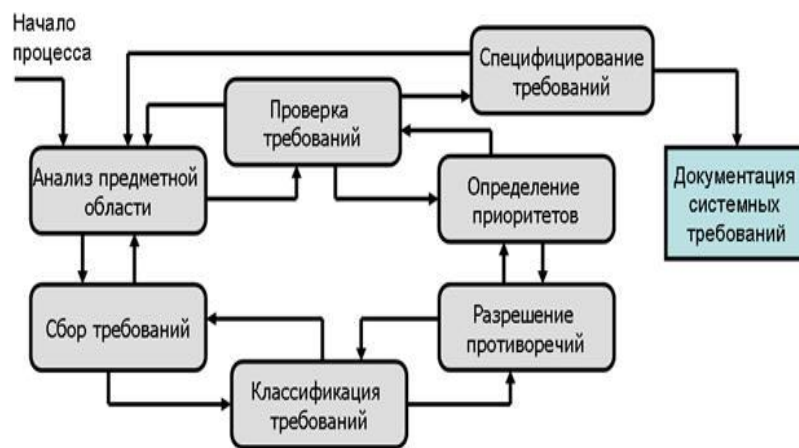 Начало
процесса
Спецификацирование
требований
Проверка
требований
Анализ предметной
области
Определение
приоритетов
Документация
системных
требований
Сбор требований
Разрешение
противоречий
Классификация
требований